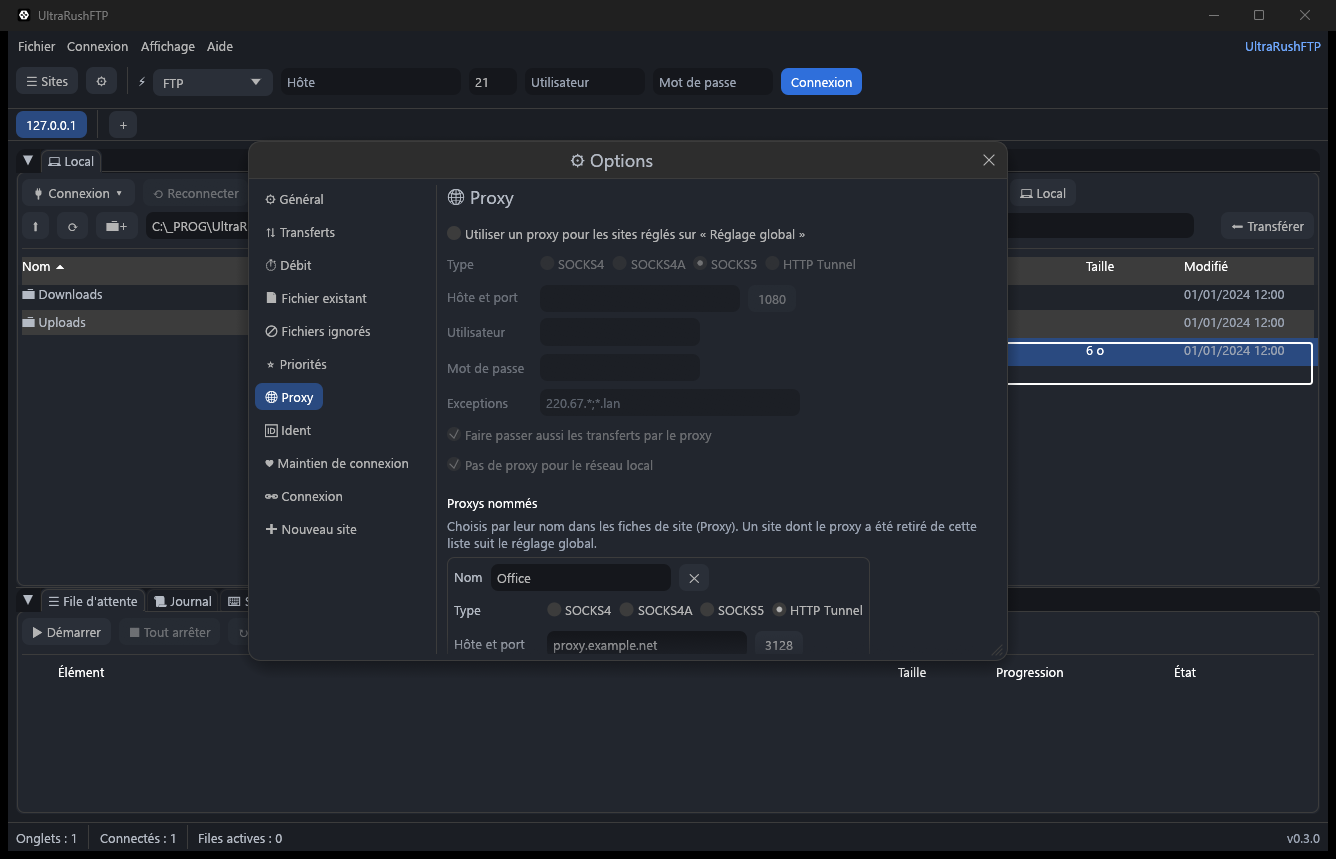 UltraRushFTP
Fichier Connexion Affichage Aide UltraRushFTP
Sites FTP Hôte 21 Utilisateur Mot de passe Connexion
127.0.0.1 +
Local
Connexion Reconnecter Local
C:\_PROG\UltraR Transférer
Nom Taille Modifié
Downloads 01/01/2024 12:00
Uploads 01/01/2024 12:00
6 o 01/01/2024 12:00
Options
Général
Transferts
Débit
Fichier existant
Fichiers ignorés
Priorités
Proxy
Ident
Maintien de connexion
Connexion
Nouveau site
Proxy
Utiliser un proxy pour les sites réglés sur « Réglage global »
Type SOCKS4 SOCKS4A SOCKS5 HTTP Tunnel
Hôte et port 1080
Utilisateur
Mot de passe
Exceptions 220.67.*;*.lan
Faire passer aussi les transferts par le proxy
Pas de proxy pour le réseau local
Proxys nommés
Choisis par leur nom dans les fiches de site (Proxy). Un site dont le proxy a été retiré de cette
liste suit le réglage global.
Nom Office
Type SOCKS4 SOCKS4A SOCKS5 HTTP Tunnel
Hôte et port proxy.example.net 3128
File d'attente Journal
Démarrer Tout arrêter
Élément Taille Progression État
Onglets : 1 Connectés : 1 Files actives : 0 v0.3.0